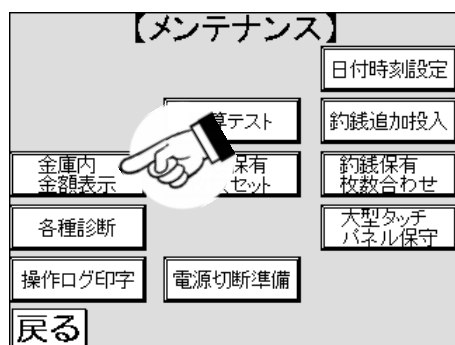 【メンテナンス】
日付時刻設定
算テスト
釣銭追加投入
金庫内
金額表示
保有
セット
釣銭保有
枚数合わせ
各種診断
大型タッチ
パネル保守
操作ログ印字
電源切断準備
戻る